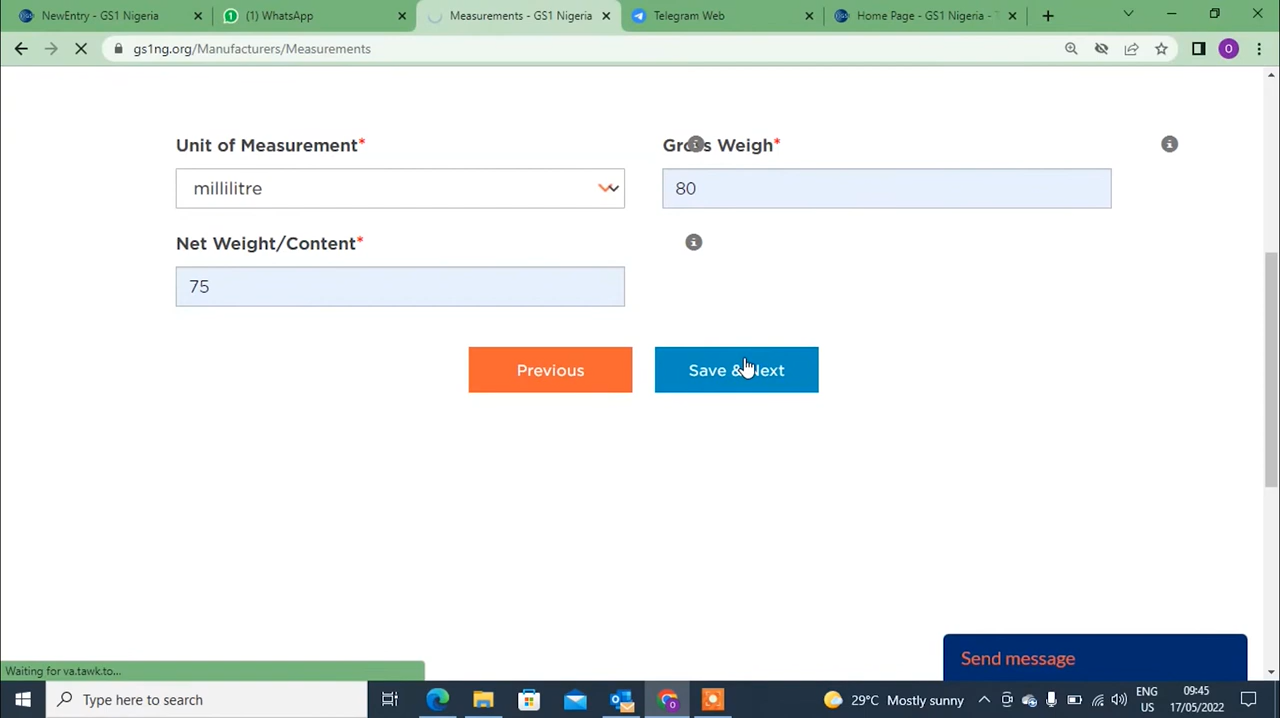 NewEntry - GS1 Nigeria
(1) WhatsApp
Measurements - GS1 Nigeria
Telegram Web
Home Page - GS1 Nigeria - T
gs1ng.org/Manufacturers/Measurements
O
Unit of Measurement*
Gross Weigh*
millilitre
80
Net Weight/Content*
75
Previous
Save & Next
Send message
Waiting for va.tawk.to...
Type here to search
29°C Mostly sunny
ENG
US
09:45
17/05/2022